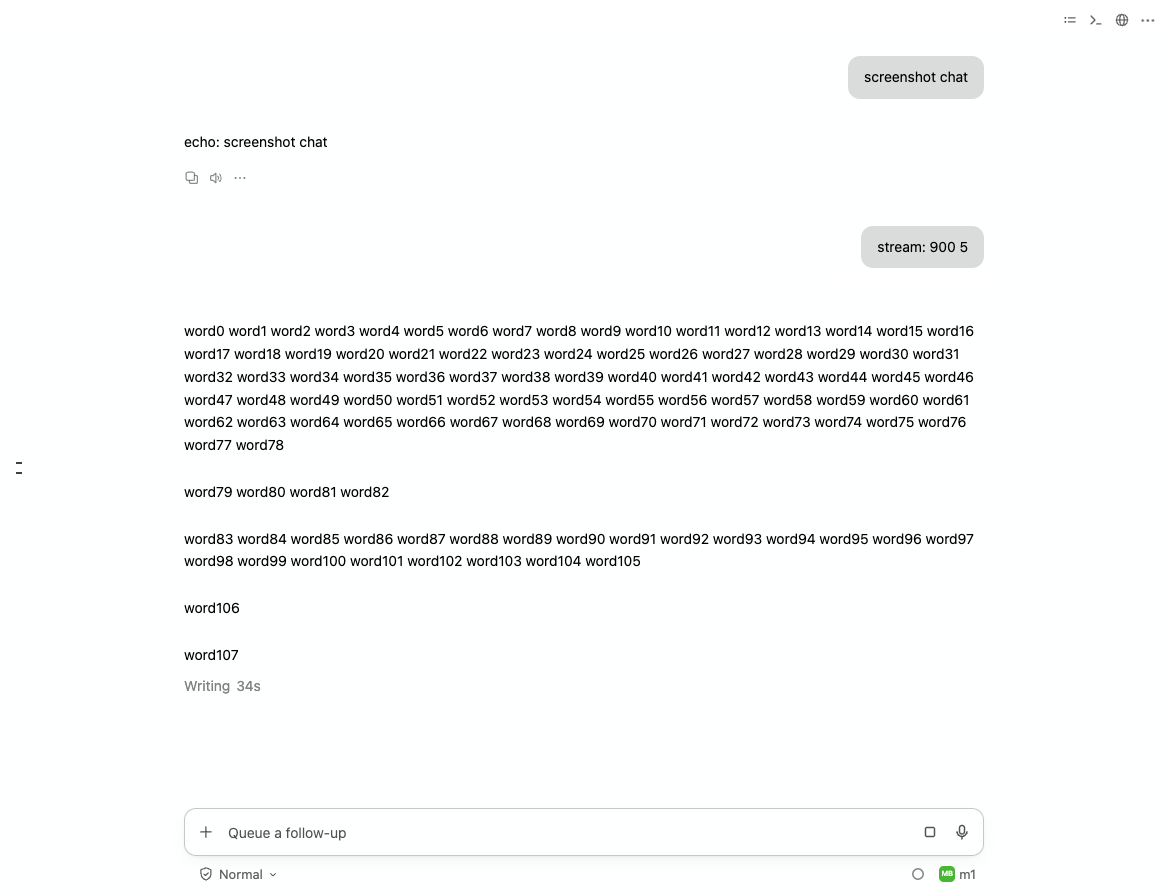 screenshot chat
echo: screenshot chat
stream: 900 5
word0 word1 word2 word3 word4 word5 word6 word7 word8 word9 word10 word11 word12 word13 word14 word15 word16
word17 word18 word19 word20 word21 word22 word23 word24 word25 word26 word27 word28 word29 word30 word31
word32 word33 word34 word35 word36 word37 word38 word39 word40 word41 word42 word43 word44 word45 word46
word47 word48 word49 word50 word51 word52 word53 word54 word55 word56 word57 word58 word59 word60 word61
word62 word63 word64 word65 word66 word67 word68 word69 word70 word71 word72 word73 word74 word75 word76
word77 word78
word79 word80 word81 word82
word83 word84 word85 word86 word87 word88 word89 word90 word91 word92 word93 word94 word95 word96 word97
word98 word99 word100 word101 word102 word103 word104 word105
word106
word107
Writing 34s
Queue a follow-up
Normal
MB m1